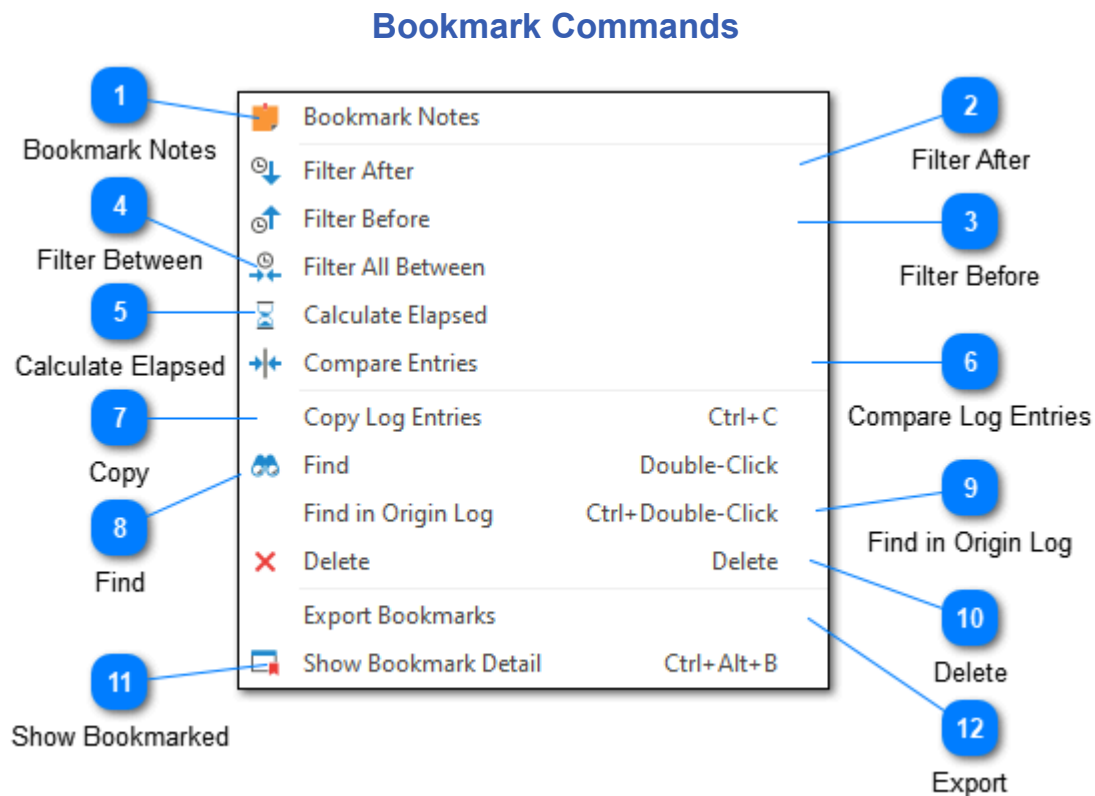 Bookmark Commands
1
Bookmark Notes
Bookmark Notes
2
Filter After
Filter After
4
Filter Between
Filter Before
3
Filter Before
Filter All Between
5
Calculate Elapsed
Calculate Elapsed
Compare Entries
6
Compare Log Entries
7
Copy
Copy Log Entries Ctrl+C
8
Find
Find Double-Click
Find in Origin Log Ctrl+Double-Click
9
Find in Origin Log
Delete Delete
10
Delete
Export Bookmarks
11
Show Bookmarked
Show Bookmark Detail Ctrl+Alt+B
12
Export